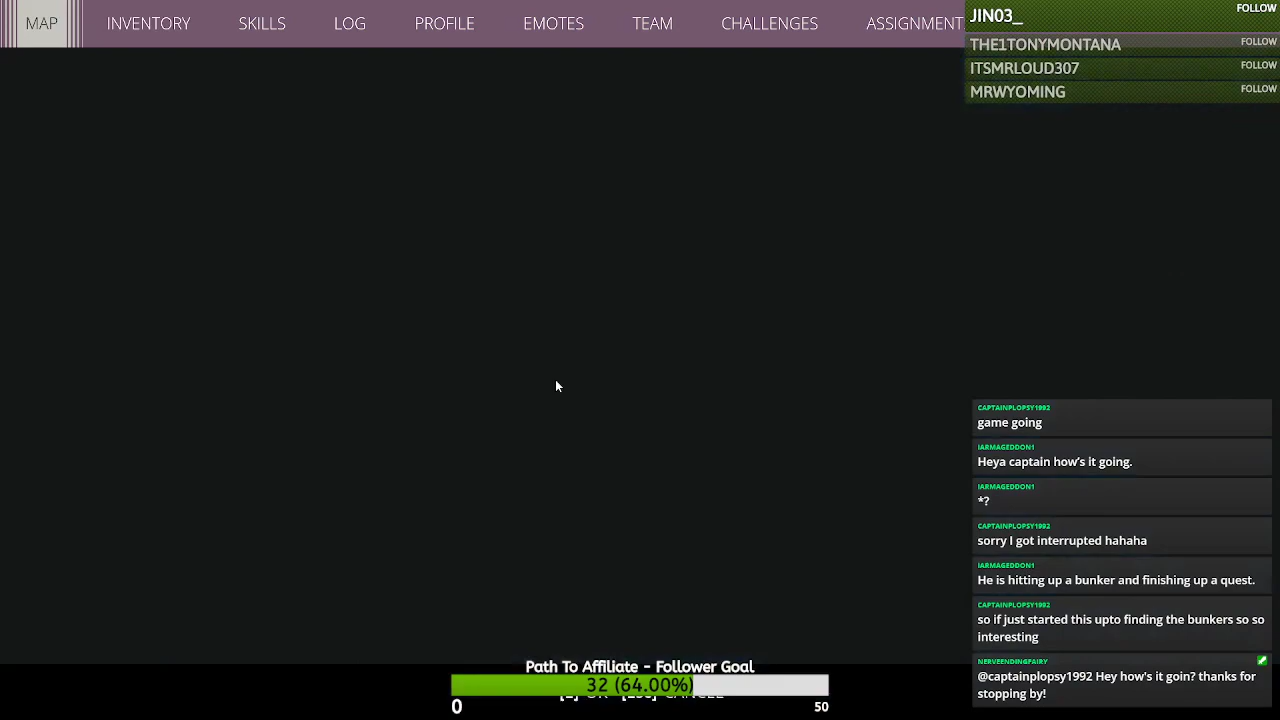 MAP INVENTORY SKILLS LOG PROFILE EMOTES TEAM CHALLENGES ASSIGNMENT
JIN03_ FOLLOW
THE1TONYMONTANA FOLLOW
ITSMRLOUD307 FOLLOW
MRWYOMING FOLLOW
CAPTAINPLOPSY1992
game going
IARMAGEDDON1
Heya captain how's it going.
IARMAGEDDON1
*?
CAPTAINPLOPSY1992
sorry I got interrupted hahaha
IARMAGEDDON1
He is hitting up a bunker and finishing up a quest.
CAPTAINPLOPSY1992
so if just started this upto finding the bunkers so so
interesting
NERVEENDINGFAIRY
@captainplopsy1992 Hey how's it goin? thanks for
stopping by!
Path To Affiliate - Follower Goal
32 (64.00%)
0 50